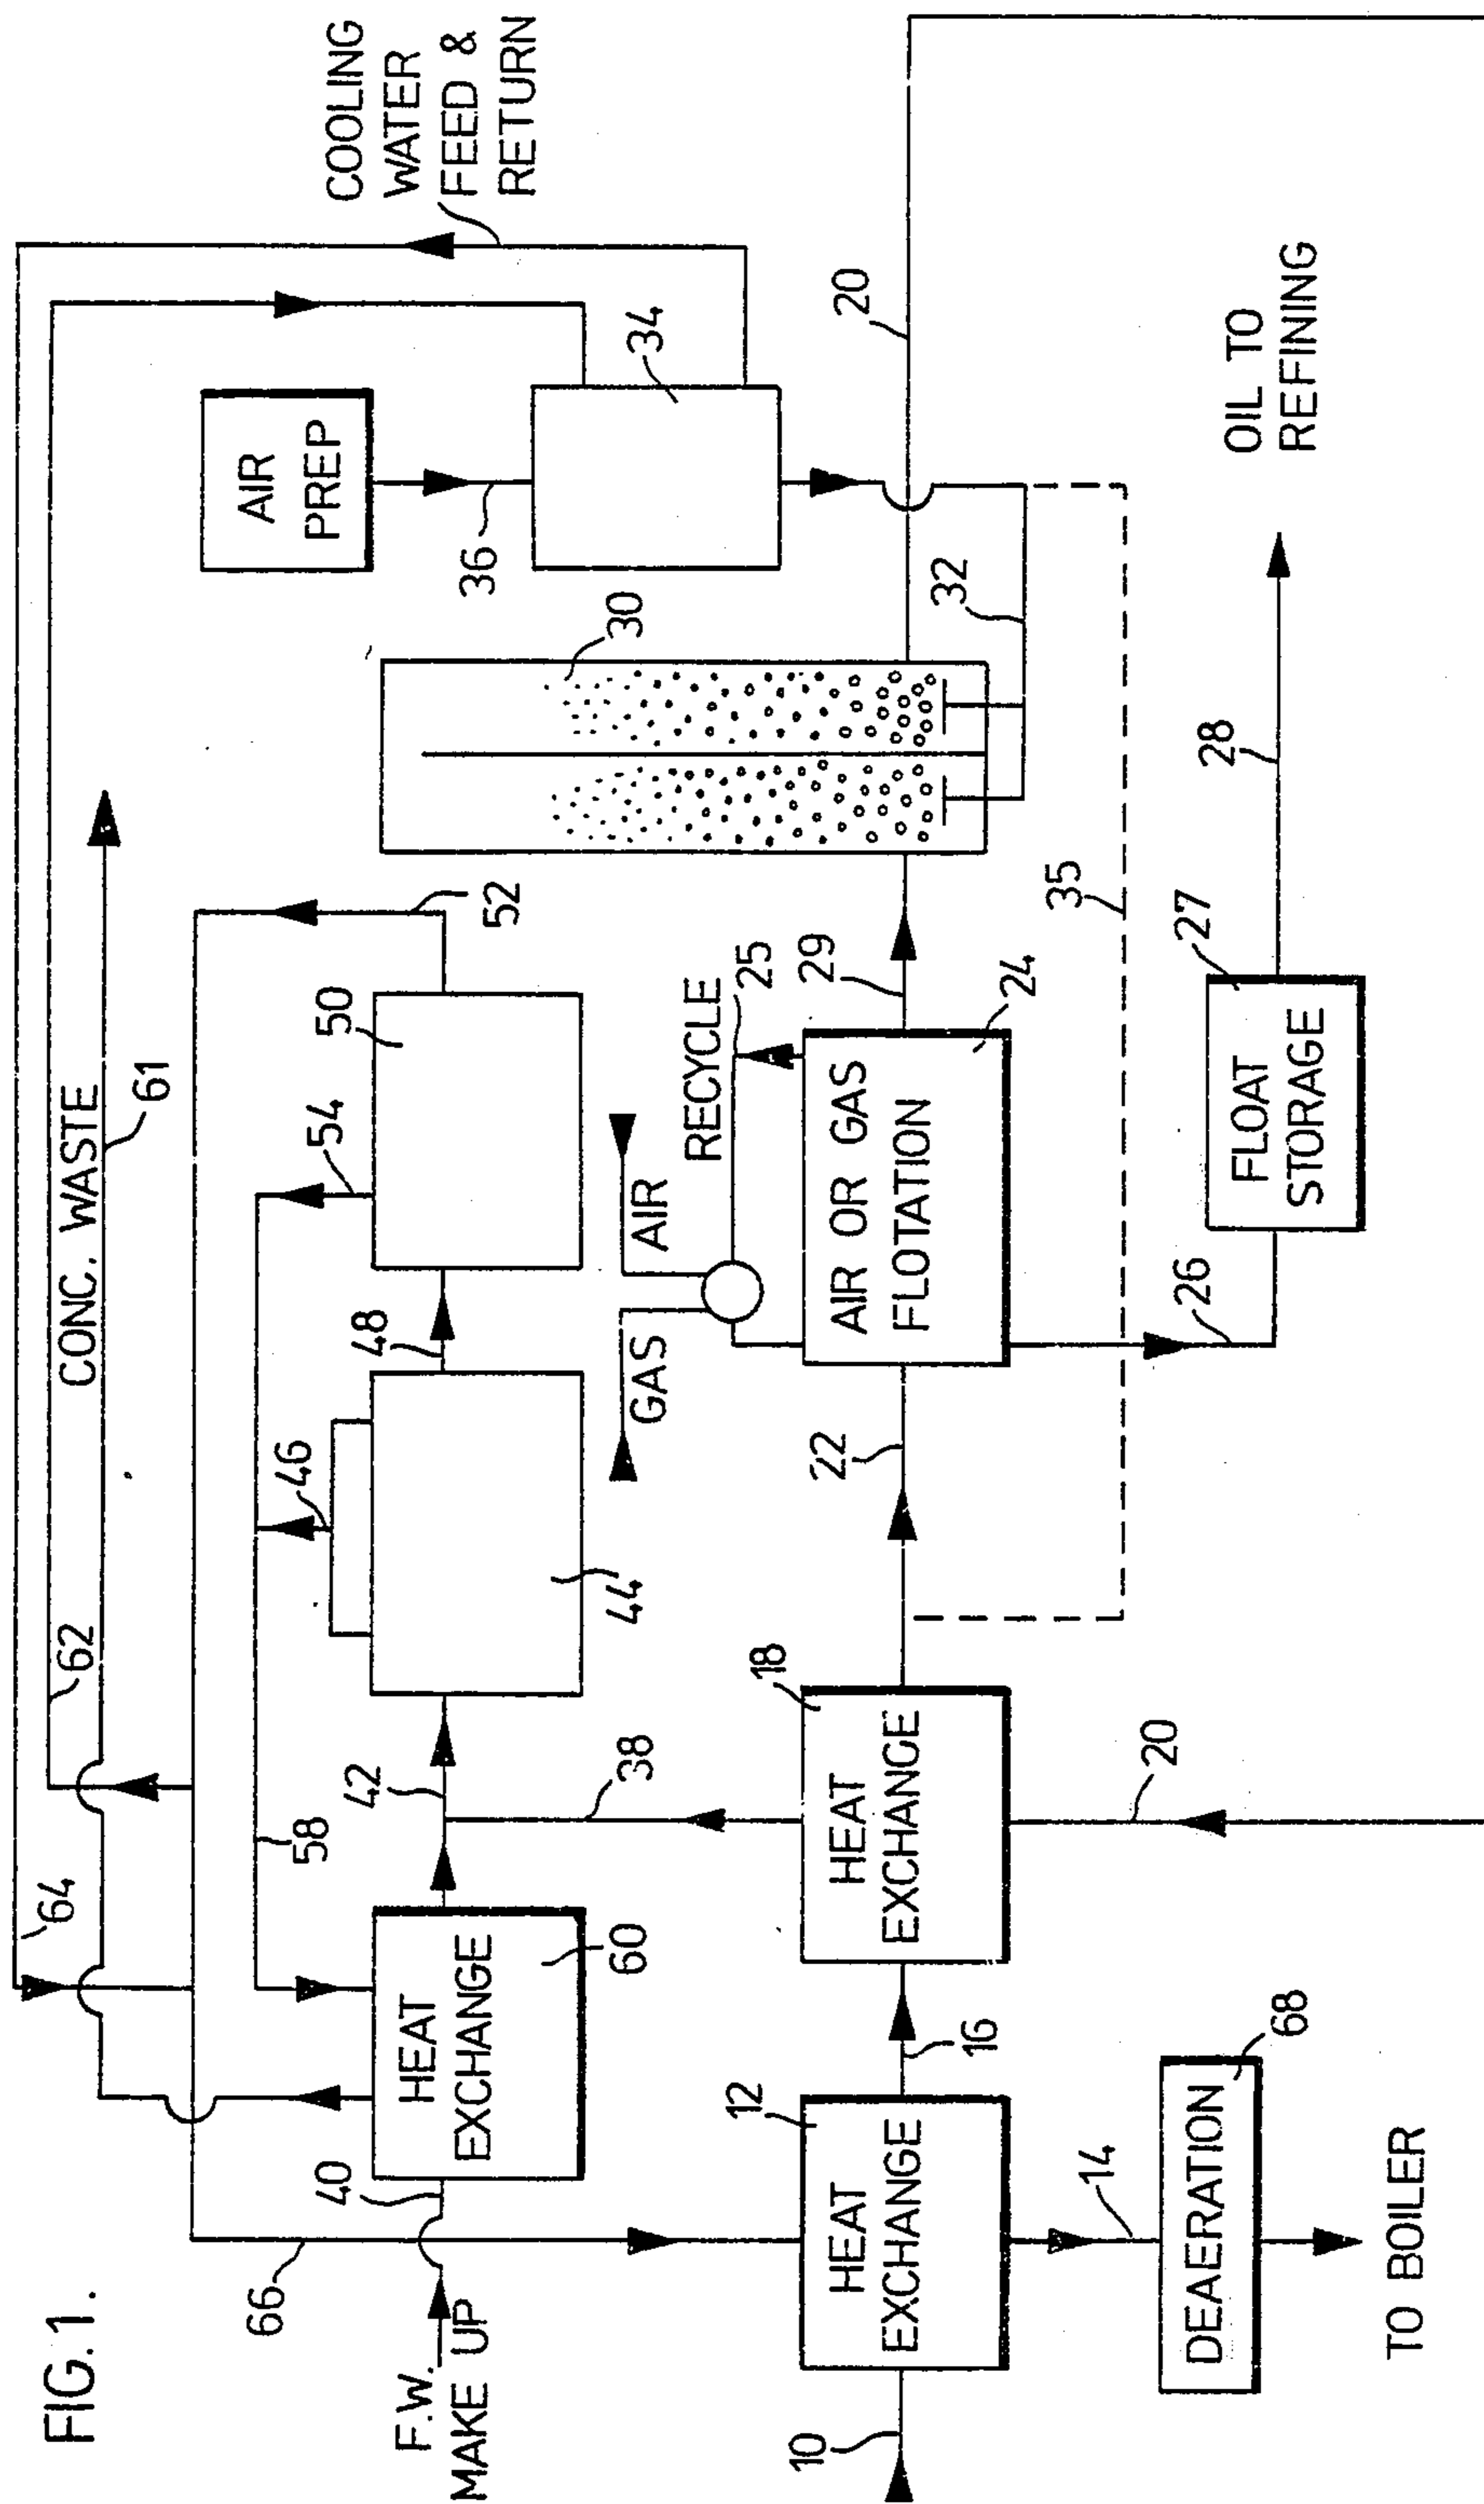 FIG.1.
64
62
CONC. WASTE
61
COOLING
WATER
FEED &
RETURN
66
58
46
54
AIR
PREP
F.W.
MAKE UP
40
HEAT
EXCHANGE
60
42
38
44
48
50
52
36
34
30
GAS
AIR
RECYCLE
25
10
12
HEAT
EXCHANGE
16
18
HEAT
EXCHANGE
22
AIR OR GAS
FLOTATION
24
29
20
32
35
14
DEAERATION
68
TO BOILER
20
26
FLOAT
STORAGE
27
28
OIL TO
REFINING